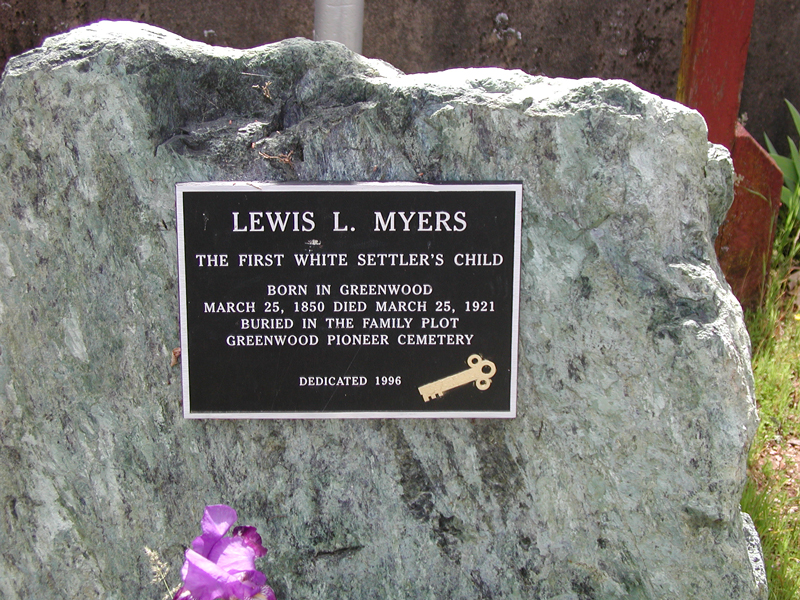 LEWIS L. MYERS
THE FIRST WHITE SETTLER'S CHILD
BORN IN GREENWOOD
MARCH 25, 1850 DIED MARCH 25, 1921
BURIED IN THE FAMILY PLOT
GREENWOOD PIONEER CEMETERY
DEDICATED 1996